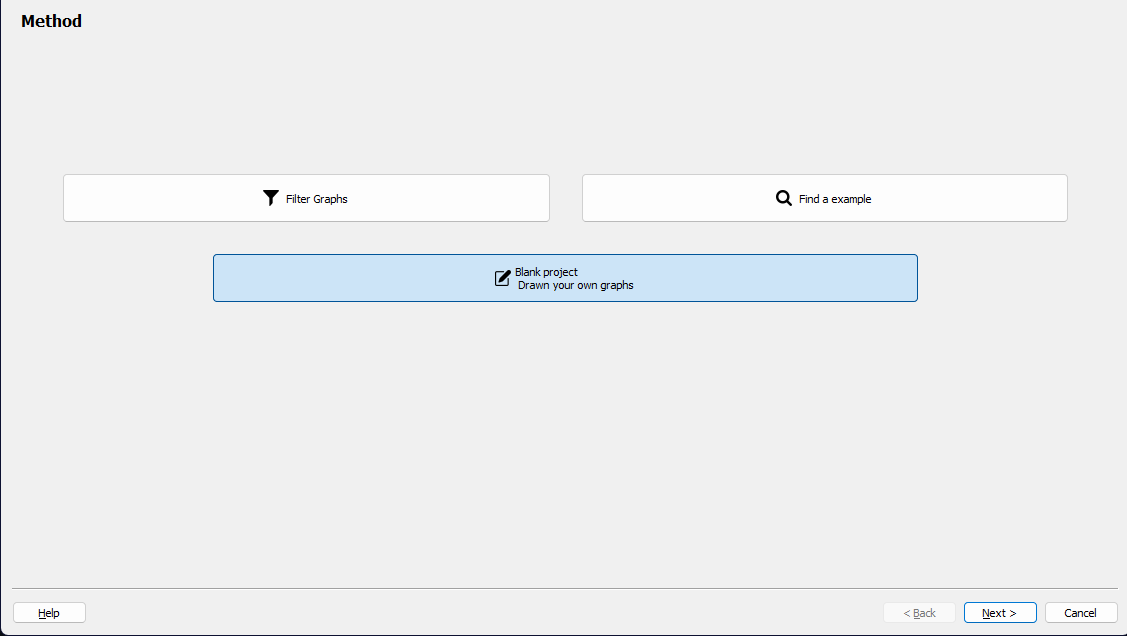 Method
Filter Graphs
Find a example
Blank project
Drawn your own graphs
Help
< Back
Next >
Cancel